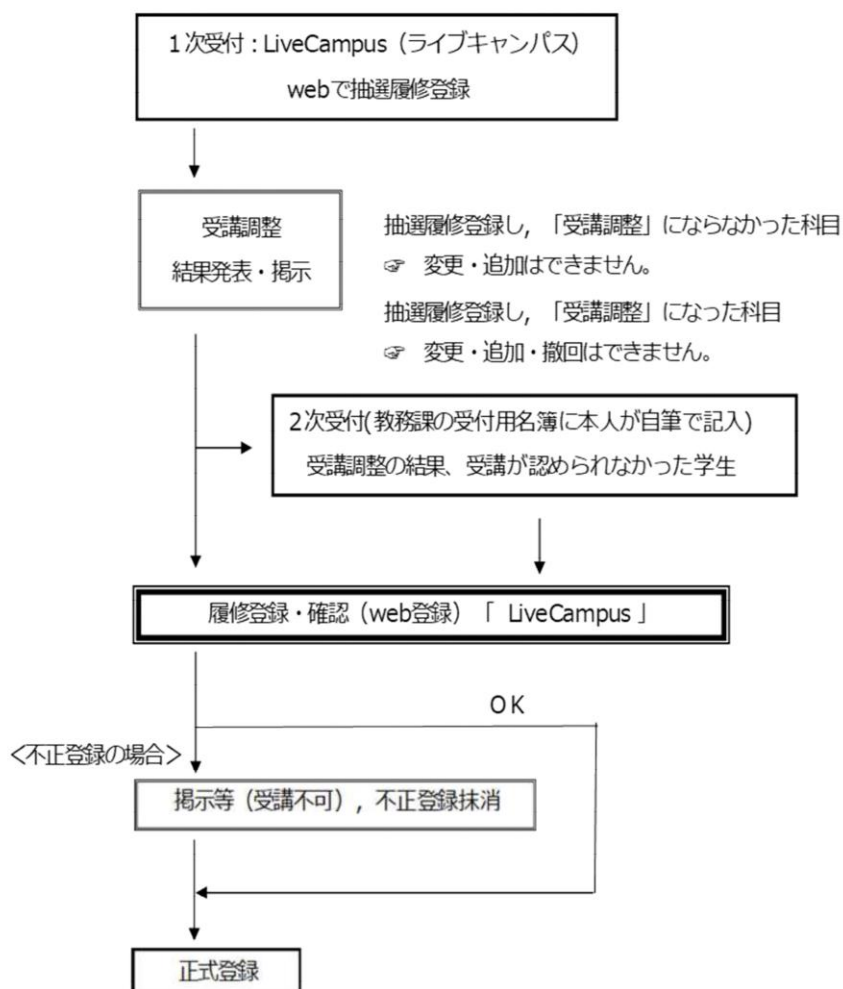 1次受付：LiveCampus（ライブキャンパス）
webで抽選履修登録
受講調整
結果発表・掲示
抽選履修登録し，「受講調整」にならなかった科目
☞ 変更・追加はできません。
抽選履修登録し，「受講調整」になった科目
☞ 変更・追加・撤回はできません。
2次受付(教務課の受付用名簿に本人が自筆で記入)
受講調整の結果、受講が認められなかった学生
履修登録・確認（web登録）「 LiveCampus 」
OK
＜不正登録の場合＞
掲示等（受講不可），不正登録抹消
正式登録